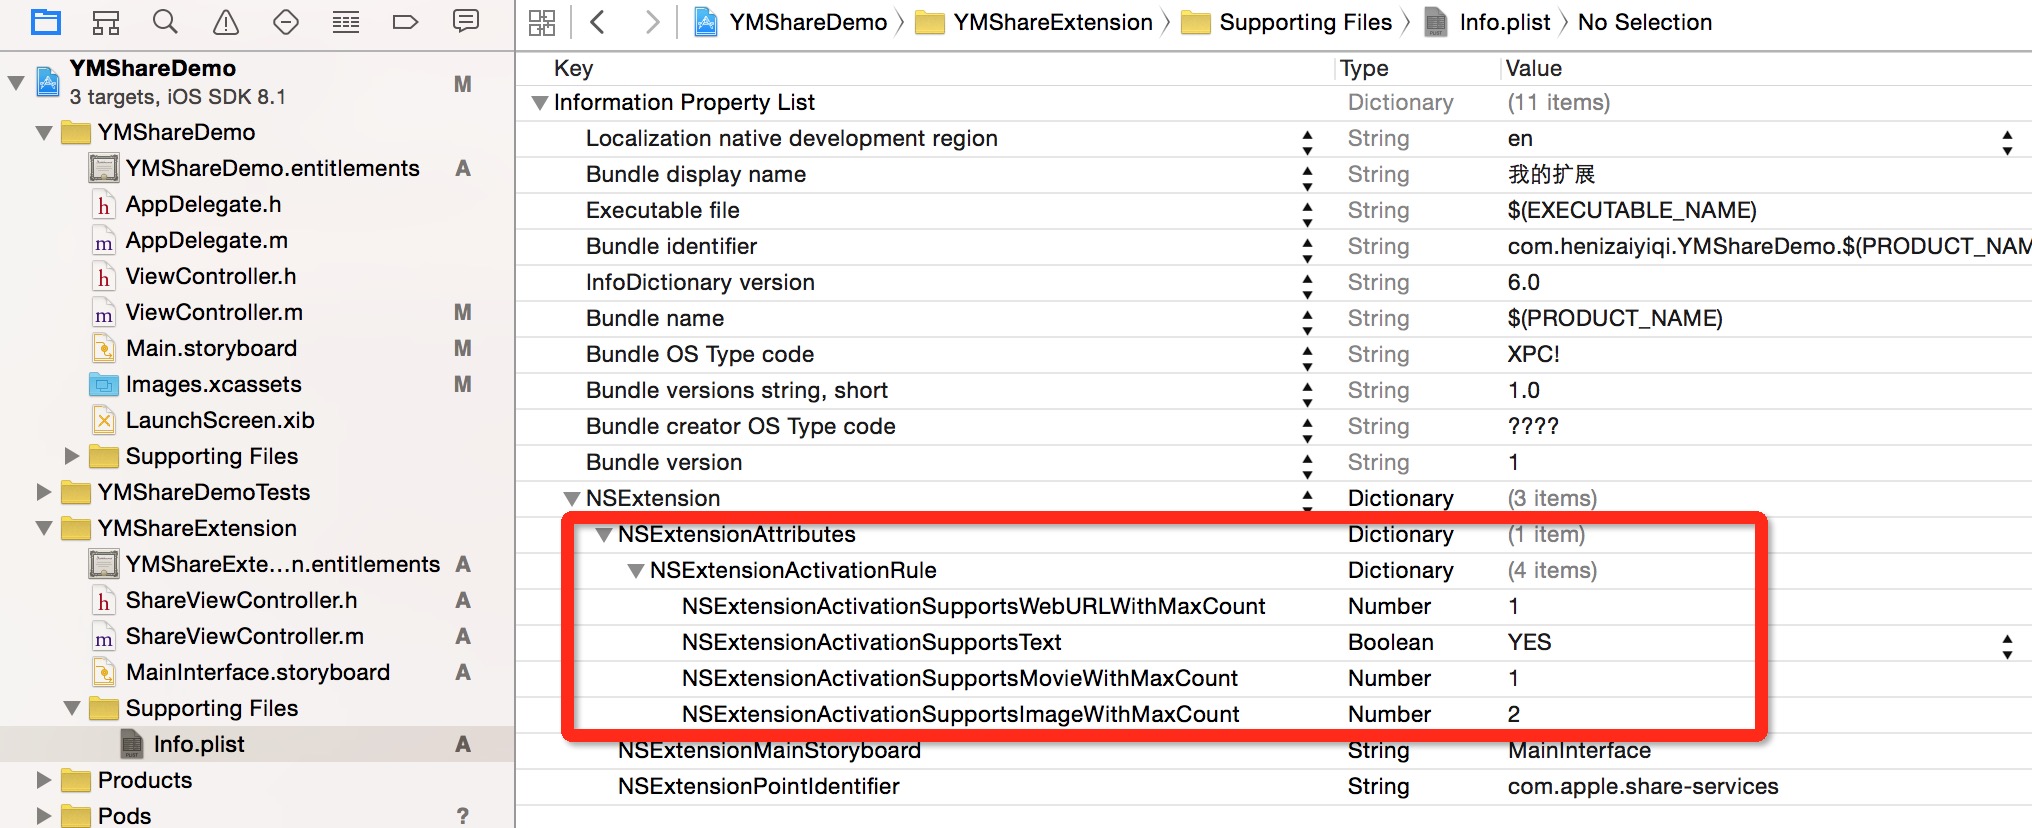 YMShareDemo
3 targets, iOS SDK 8.1
M
YMShareDemo
YMShareDemo.entitlements A
h AppDelegate.h
m AppDelegate.m
h ViewController.h
m ViewController.m M
Main.storyboard M
Images.xcassets M
LaunchScreen.xib
Supporting Files
YMShareDemoTests
YMShareExtension
YMShareExte...n.entitlements A
h ShareViewController.h A
m ShareViewController.m A
MainInterface.storyboard A
Supporting Files
Info.plist A
Products
Pods ?
YMShareDemo YMShareExtension Supporting Files Info.plist No Selection
Key Type Value
Information Property List Dictionary (11 items)
Localization native development region String en
Bundle display name String 我的扩展
Executable file String $(EXECUTABLE_NAME)
Bundle identifier String com.henizaiyiqi.YMShareDemo.$(PRODUCT_NAM
InfoDictionary version String 6.0
Bundle name String $(PRODUCT_NAME)
Bundle OS Type code String XPC!
Bundle versions string, short String 1.0
Bundle creator OS Type code String ????
Bundle version String 1
NSExtension Dictionary (3 items)
NSExtensionAttributes Dictionary (1 item)
NSExtensionActivationRule Dictionary (4 items)
NSExtensionActivationSupportsWebURLWithMaxCount Number 1
NSExtensionActivationSupportsText Boolean YES
NSExtensionActivationSupportsMovieWithMaxCount Number 1
NSExtensionActivationSupportsImageWithMaxCount Number 2
NSExtensionMainStoryboard String MainInterface
NSExtensionPointIdentifier String com.apple.share-services